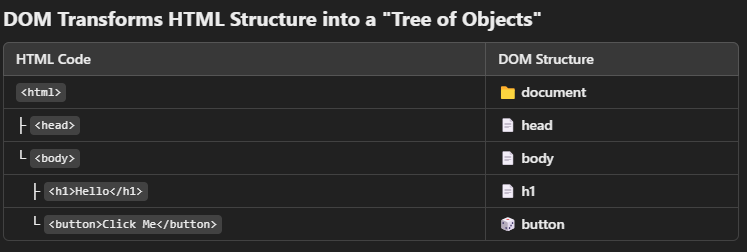 DOM Transforms HTML Structure into a "Tree of Objects"
HTML Code DOM Structure
<html> 📁 document
├ <head> 📄 head
└ <body> 📄 body
├ <h1>Hello</h1> 📄 h1
└ <button>Click Me</button> 🎲 button